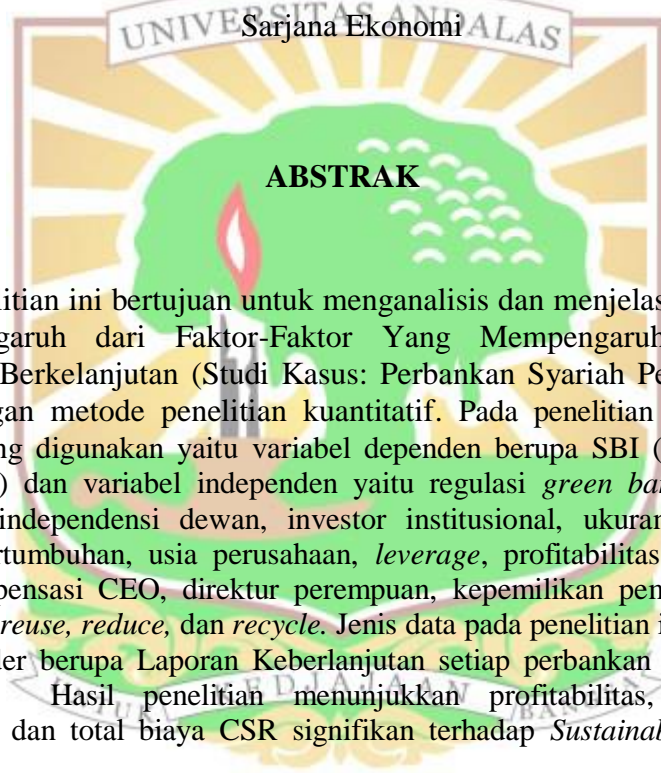 UNIVERSITAS ANDALAS
Sarjana Ekonomi
ABSTRAK
litian ini bertujuan untuk menganalisis dan menjelas
garuh dari Faktor-Faktor Yang Mempengaruh
Berkelanjutan (Studi Kasus: Perbankan Syariah Pe
gan metode penelitian kuantitatif. Pada penelitian
ng digunakan yaitu variabel dependen berupa SBI (
) dan variabel independen yaitu regulasi green ba
independensi dewan, investor institusional, ukuran
rtumbuhan, usia perusahaan, leverage, profitabilitas
pensasi CEO, direktur perempuan, kepemilikan pen
reuse, reduce, dan recycle. Jenis data pada penelitian i
der berupa Laporan Keberlanjutan setiap perbankan
Hasil penelitian menunjukkan profitabilitas,
dan total biaya CSR signifikan terhadap Sustainab
UNTUK KEDJAJAAN BANGSA